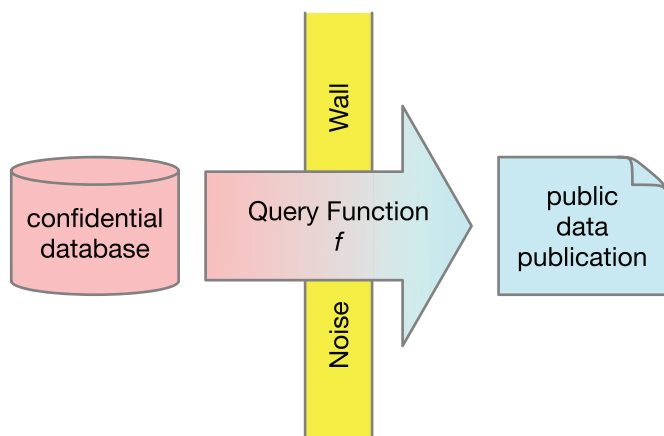 confidential
database
Wall
Query Function
f
Noise
public
data
publication